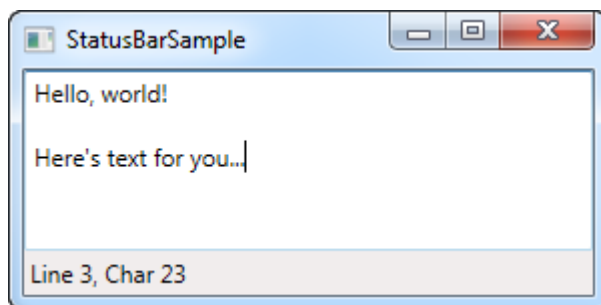 StatusBarSample
Hello, world!
Here's text for you...
Line 3, Char 23